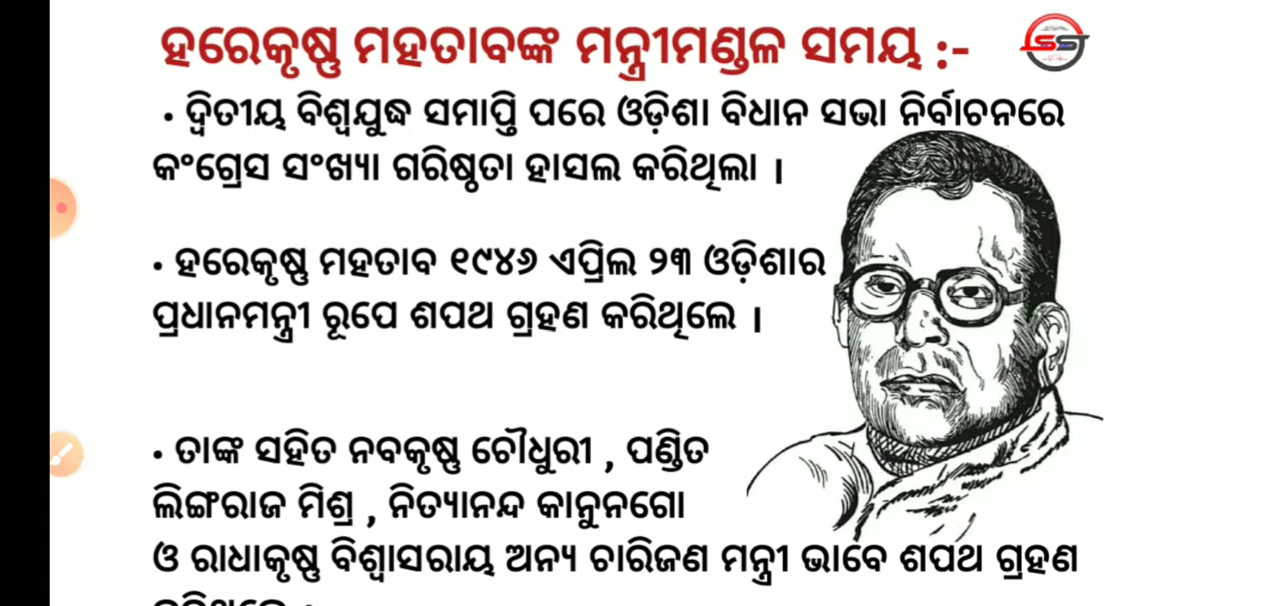 ହରେକୃଷ୍ଣ ମହତାବଙ୍କ ମନ୍ତ୍ରୀମଣ୍ଡଳ ସମୟ :-
SSJ
• ଦ୍ୱିତୀୟ ବିଶ୍ୱଯୁଦ୍ଧ ସମାପ୍ତି ପରେ ଓଡ଼ିଶା ବିଧାନ ସଭା ନିର୍ବାଚନରେ
କଂଗ୍ରେସ ସଂଖ୍ୟା ଗରିଷ୍ଠତା ହାସଲ କରିଥିଲା ।
• ହରେକୃଷ୍ଣ ମହତାବ ୧୯୪୬ ଏପ୍ରିଲ ୨୩ ଓଡ଼ିଶାର
ପ୍ରଧାନମନ୍ତ୍ରୀ ରୂପେ ଶପଥ ଗ୍ରହଣ କରିଥିଲେ ।
• ତାଙ୍କ ସହିତ ନବକୃଷ୍ଣ ଚୌଧୁରୀ , ପଣ୍ଡିତ
ଲିଙ୍ଗରାଜ ମିଶ୍ର , ନିତ୍ୟାନନ୍ଦ କାନୁନଗୋ
ଓ ରାଧାକୃଷ୍ଣ ବିଶ୍ୱାସରାୟ ଅନ୍ୟ ଚାରିଜଣ ମନ୍ତ୍ରୀ ଭାବେ ଶପଥ ଗ୍ରହଣ